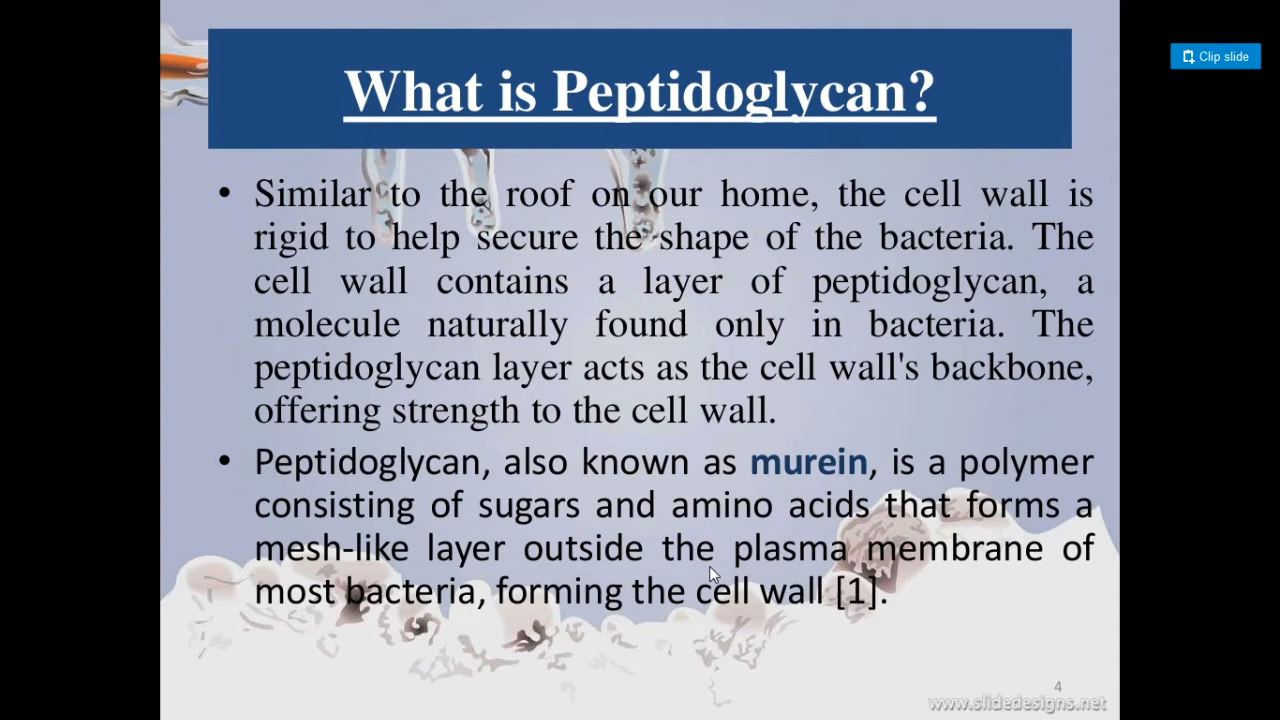 Clip slide
What is Peptidoglycan?
• Similar to the roof on our home, the cell wall is
rigid to help secure the shape of the bacteria. The
cell wall contains a layer of peptidoglycan, a
molecule naturally found only in bacteria. The
peptidoglycan layer acts as the cell wall's backbone,
offering strength to the cell wall.
• Peptidoglycan, also known as murein, is a polymer
consisting of sugars and amino acids that forms a
mesh-like layer outside the plasma membrane of
most bacteria, forming the cell wall [1].
4
www.slidedesigns.net